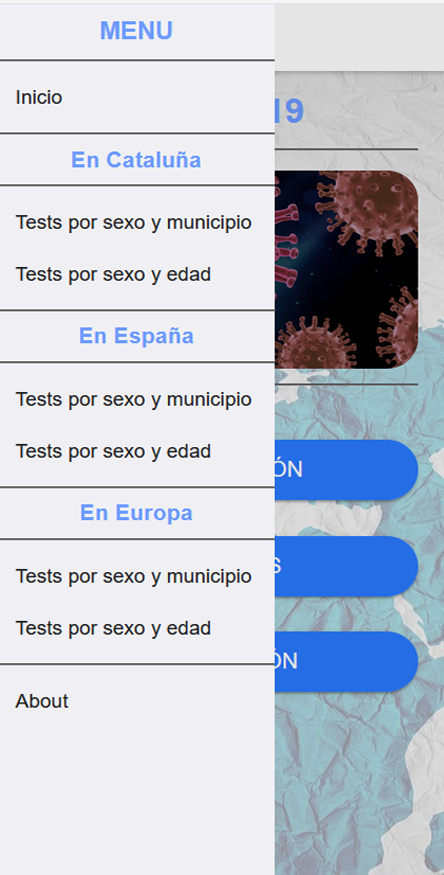 MENU
19
Inicio
En Cataluña
Tests por sexo y municipio
Tests por sexo y edad
En España
Tests por sexo y municipio
Tests por sexo y edad
ÓN
En Europa
S
Tests por sexo y municipio
Tests por sexo y edad
ÓN
About